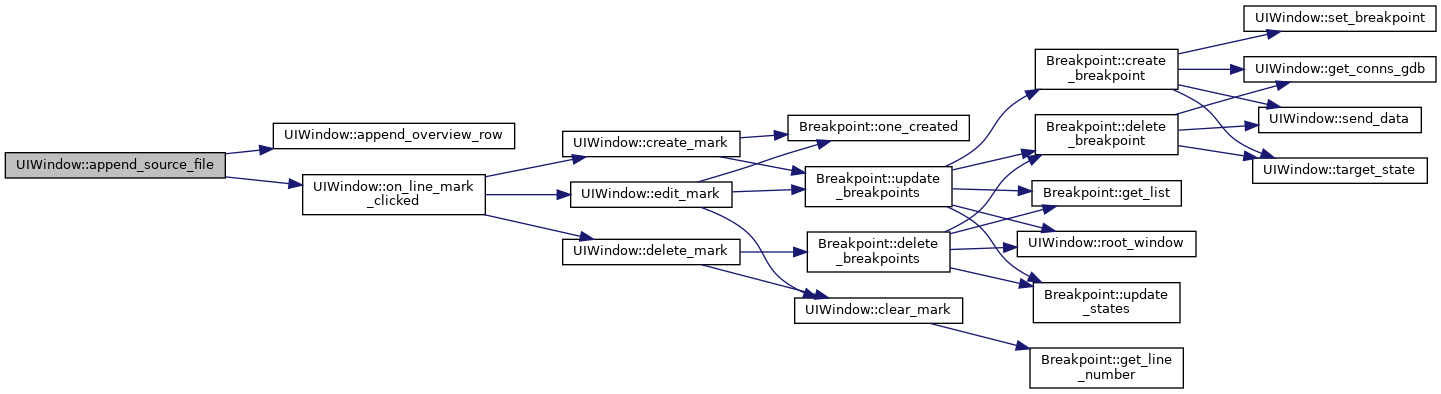 UIWindow::append_source_file
UIWindow::append_overview_row
UIWindow::on_line_mark
_clicked
UIWindow::create_mark
UIWindow::edit_mark
UIWindow::delete_mark
Breakpoint::one_created
Breakpoint::update
_breakpoints
Breakpoint::delete
_breakpoints
UIWindow::clear_mark
Breakpoint::create
_breakpoint
Breakpoint::delete
_breakpoint
Breakpoint::get_list
UIWindow::root_window
Breakpoint::update
_states
Breakpoint::get_line
_number
UIWindow::set_breakpoint
UIWindow::get_conns_gdb
UIWindow::send_data
UIWindow::target_state